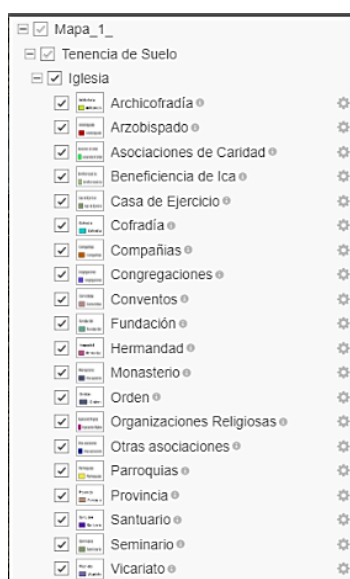 Mapa_1_
Tenencia de Suelo
Iglesia
Archicofradía
Arzobispado
Asociaciones de Caridad
Beneficiencia de Ica
Casa de Ejercicio
Cofradía
Compañias
Congregaciones
Conventos
Fundación
Hermandad
Monasterio
Orden
Organizaciones Religiosas
Otras asociaciones
Parroquias
Provincia
Santuario
Seminario
Vicariato